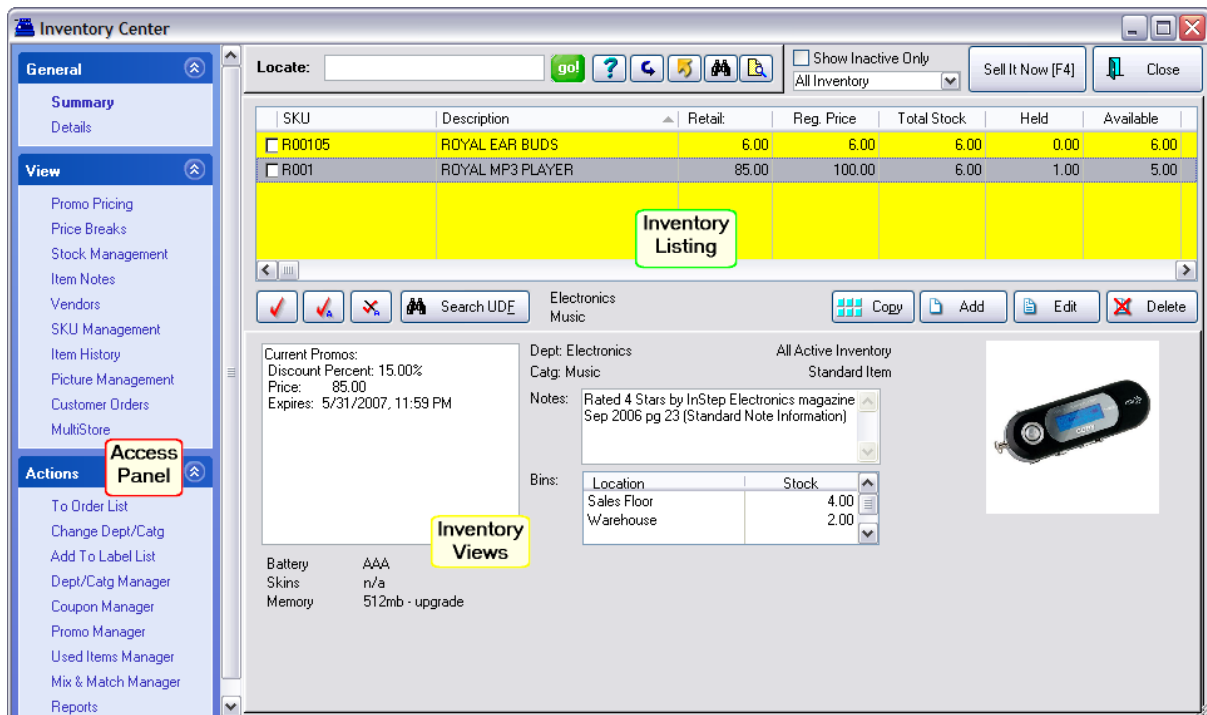 Inventory Center
General
Summary
Details
View
Promo Pricing
Price Breaks
Stock Management
Item Notes
Vendors
SKU Management
Item History
Picture Management
Customer Orders
MultiStore
Access
Panel
Actions
To Order List
Change Dept/Catg
Add To Label List
Dept/Catg Manager
Coupon Manager
Promo Manager
Used Items Manager
Mix & Match Manager
Reports
Locate: go! ? Show Inactive Only
All Inventory
Sell It Now [F4] Close
SKU Description Retail: Reg. Price Total Stock Held Available
R00105 ROYAL EAR BUDS 6.00 6.00 6.00 0.00 6.00
R001 ROYAL MP3 PLAYER 85.00 100.00 6.00 1.00 5.00
Inventory
Listing
Search UDF
Electronics
Music
Copy Add Edit Delete
Current Promos:
Discount Percent: 15.00%
Price: 85.00
Expires: 5/31/2007, 11:59 PM
Inventory
Views
Battery AAA
Skins n/a
Memory 512mb - upgrade
Dept: Electronics All Active Inventory
Catg: Music Standard Item
Notes: Rated 4 Stars by InStep Electronics magazine
Sep 2006 pg 23 (Standard Note Information)
Bins: Location Stock
Sales Floor 4.00
Warehouse 2.00